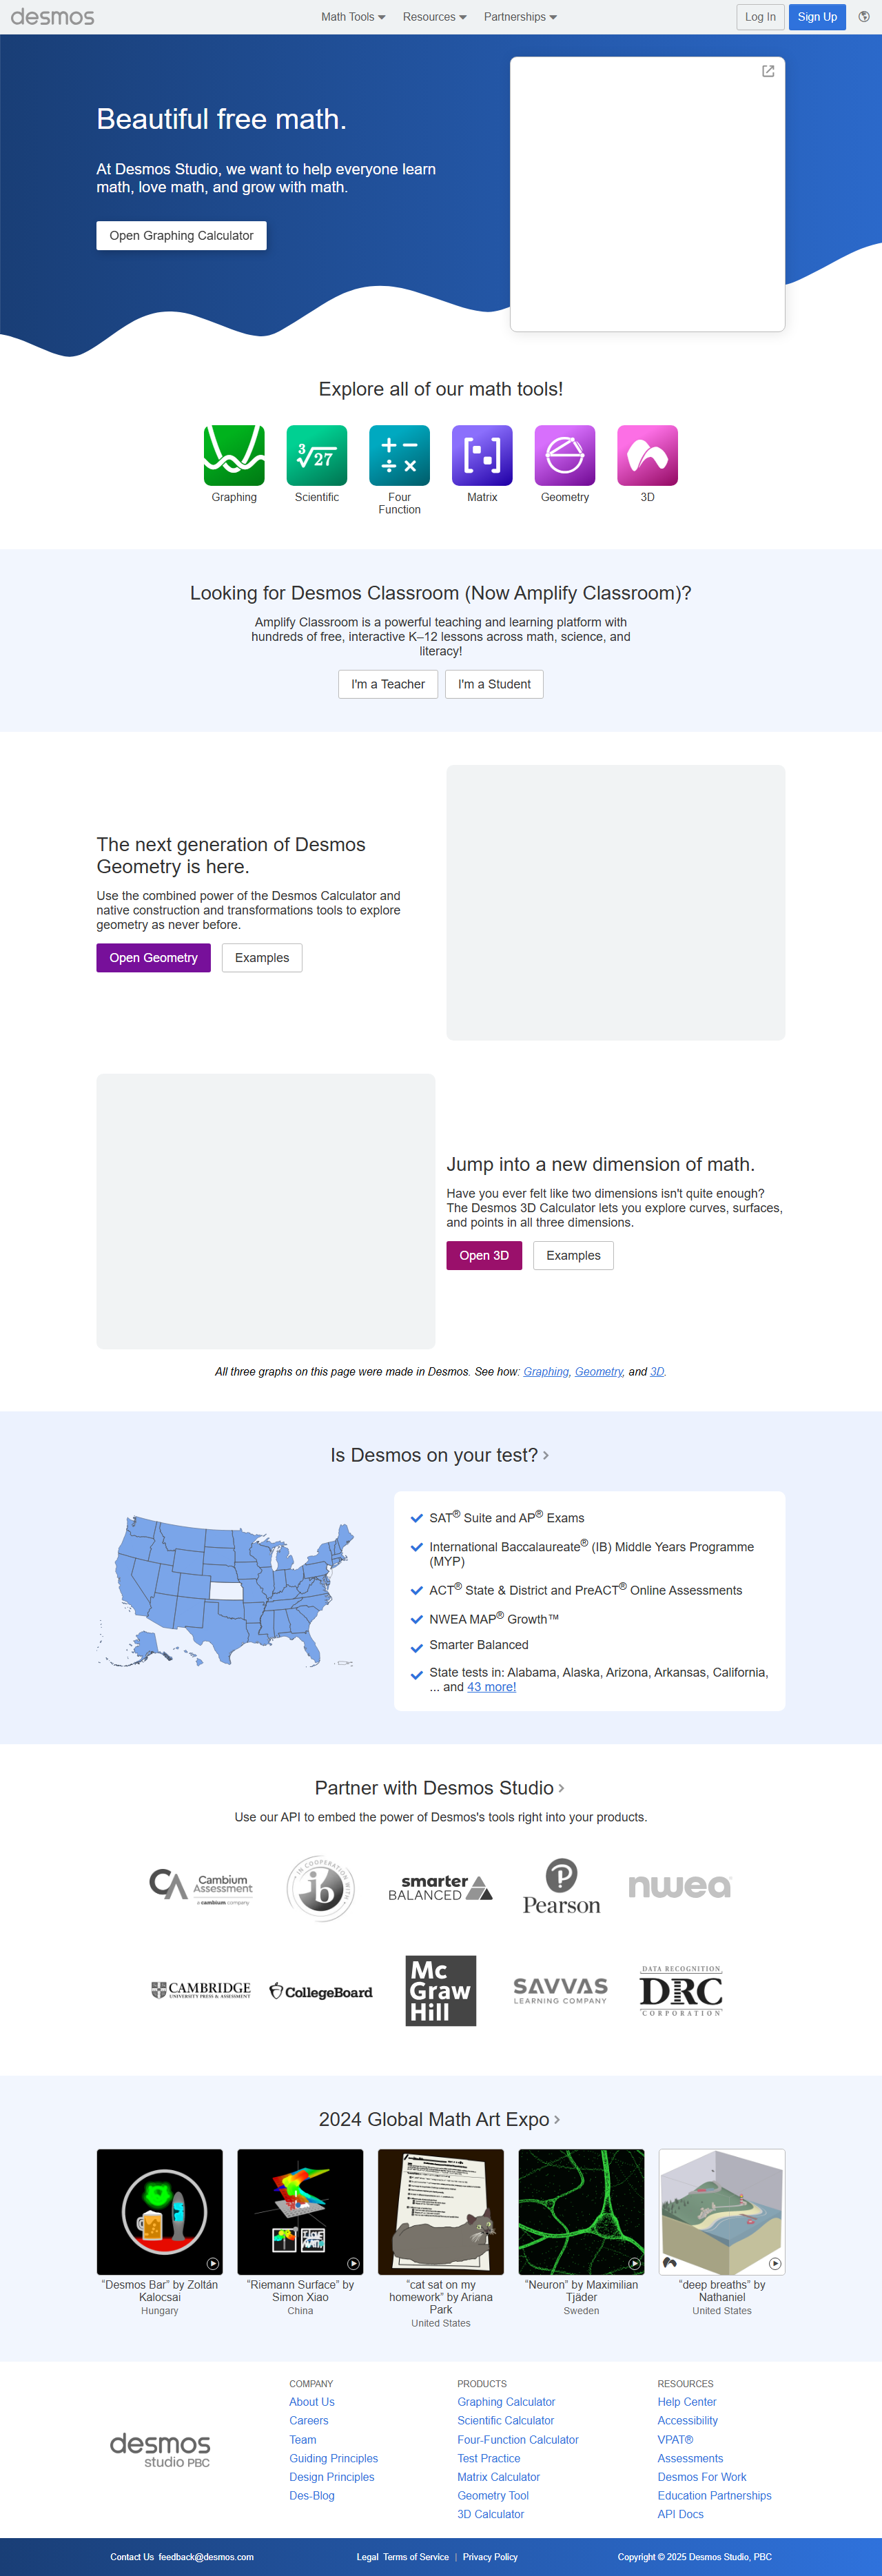 desmos
Math Tools
Resources
Partnerships
Log In
Sign Up
Beautiful free math.
At Desmos Studio, we want to help everyone learn
math, love math, and grow with math.
Open Graphing Calculator
Explore all of our math tools!
3√27
Graphing
Scientific
Four
Function
Matrix
Geometry
3D
Looking for Desmos Classroom (Now Amplify Classroom)?
Amplify Classroom is a powerful teaching and learning platform with
hundreds of free, interactive K–12 lessons across math, science, and
literacy!
I'm a Teacher
I'm a Student
The next generation of Desmos
Geometry is here.
Use the combined power of the Desmos Calculator and
native construction and transformations tools to explore
geometry as never before.
Open Geometry
Examples
Jump into a new dimension of math.
Have you ever felt like two dimensions isn't quite enough?
The Desmos 3D Calculator lets you explore curves, surfaces,
and points in all three dimensions.
Open 3D
Examples
All three graphs on this page were made in Desmos. See how: Graphing, Geometry, and 3D.
Is Desmos on your test?
SAT® Suite and AP® Exams
International Baccalaureate® (IB) Middle Years Programme
(MYP)
ACT® State & District and PreACT® Online Assessments
NWEA MAP® Growth™
Smarter Balanced
State tests in: Alabama, Alaska, Arizona, Arkansas, California,
... and 43 more!
Partner with Desmos Studio
Use our API to embed the power of Desmos's tools right into your products.
CA Cambium
Assessment
a cambium company
IN COOPERATION WITH
ib
smarter
BALANCED
Pearson
nwea
CAMBRIDGE
UNIVERSITY PRESS & ASSESSMENT
CollegeBoard
Mc
Graw
Hill
SAVVAS
LEARNING COMPANY
DATA RECOGNITION
DRC
CORPORATION
2024 Global Math Art Expo
"Desmos Bar" by Zoltán
Kalocsai
Hungary
"Riemann Surface" by
Simon Xiao
China
"cat sat on my
homework" by Ariana
Park
United States
"Neuron" by Maximilian
Tjäder
Sweden
"deep breaths" by
Nathaniel
United States
desmos
studio PBC
COMPANY
About Us
Careers
Team
Guiding Principles
Design Principles
Des-Blog
PRODUCTS
Graphing Calculator
Scientific Calculator
Four-Function Calculator
Test Practice
Matrix Calculator
Geometry Tool
3D Calculator
RESOURCES
Help Center
Accessibility
VPAT®
Assessments
Desmos For Work
Education Partnerships
API Docs
Contact Us feedback@desmos.com
Legal Terms of Service | Privacy Policy
Copyright © 2025 Desmos Studio, PBC